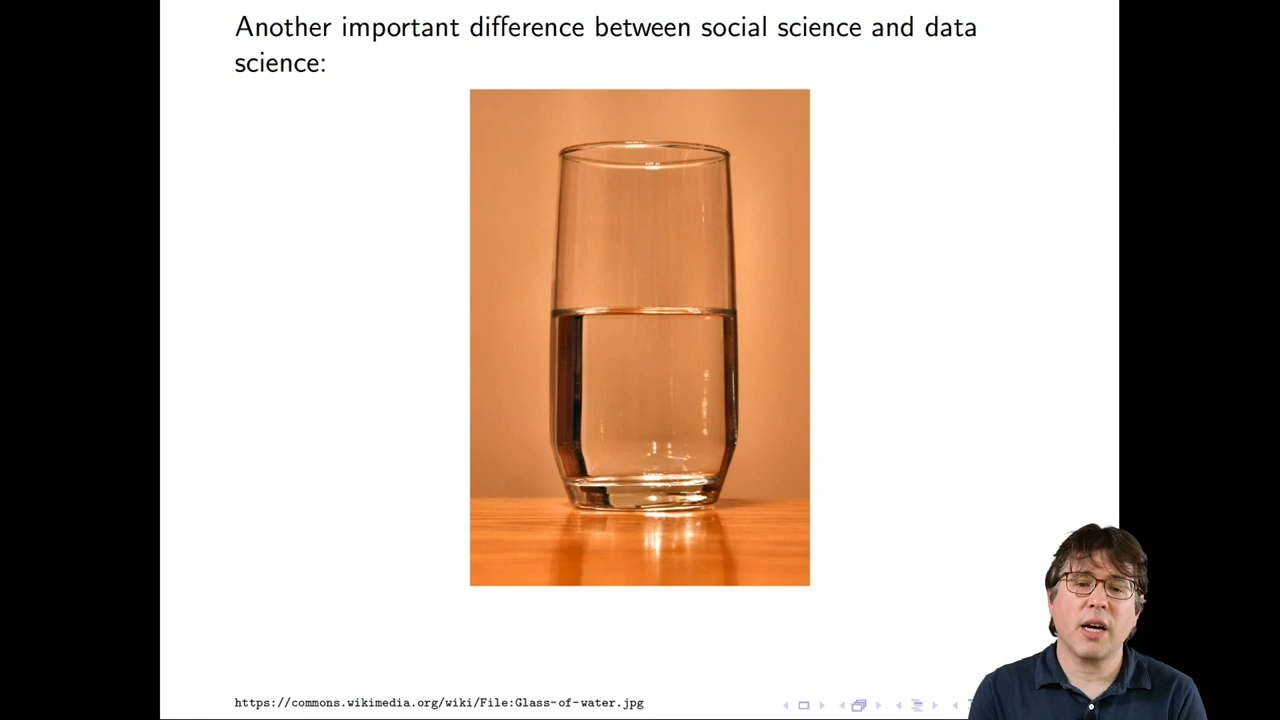 Another important difference between social science and data
science:
https://commons.wikimedia.org/wiki/File:Glass-of-water.jpg